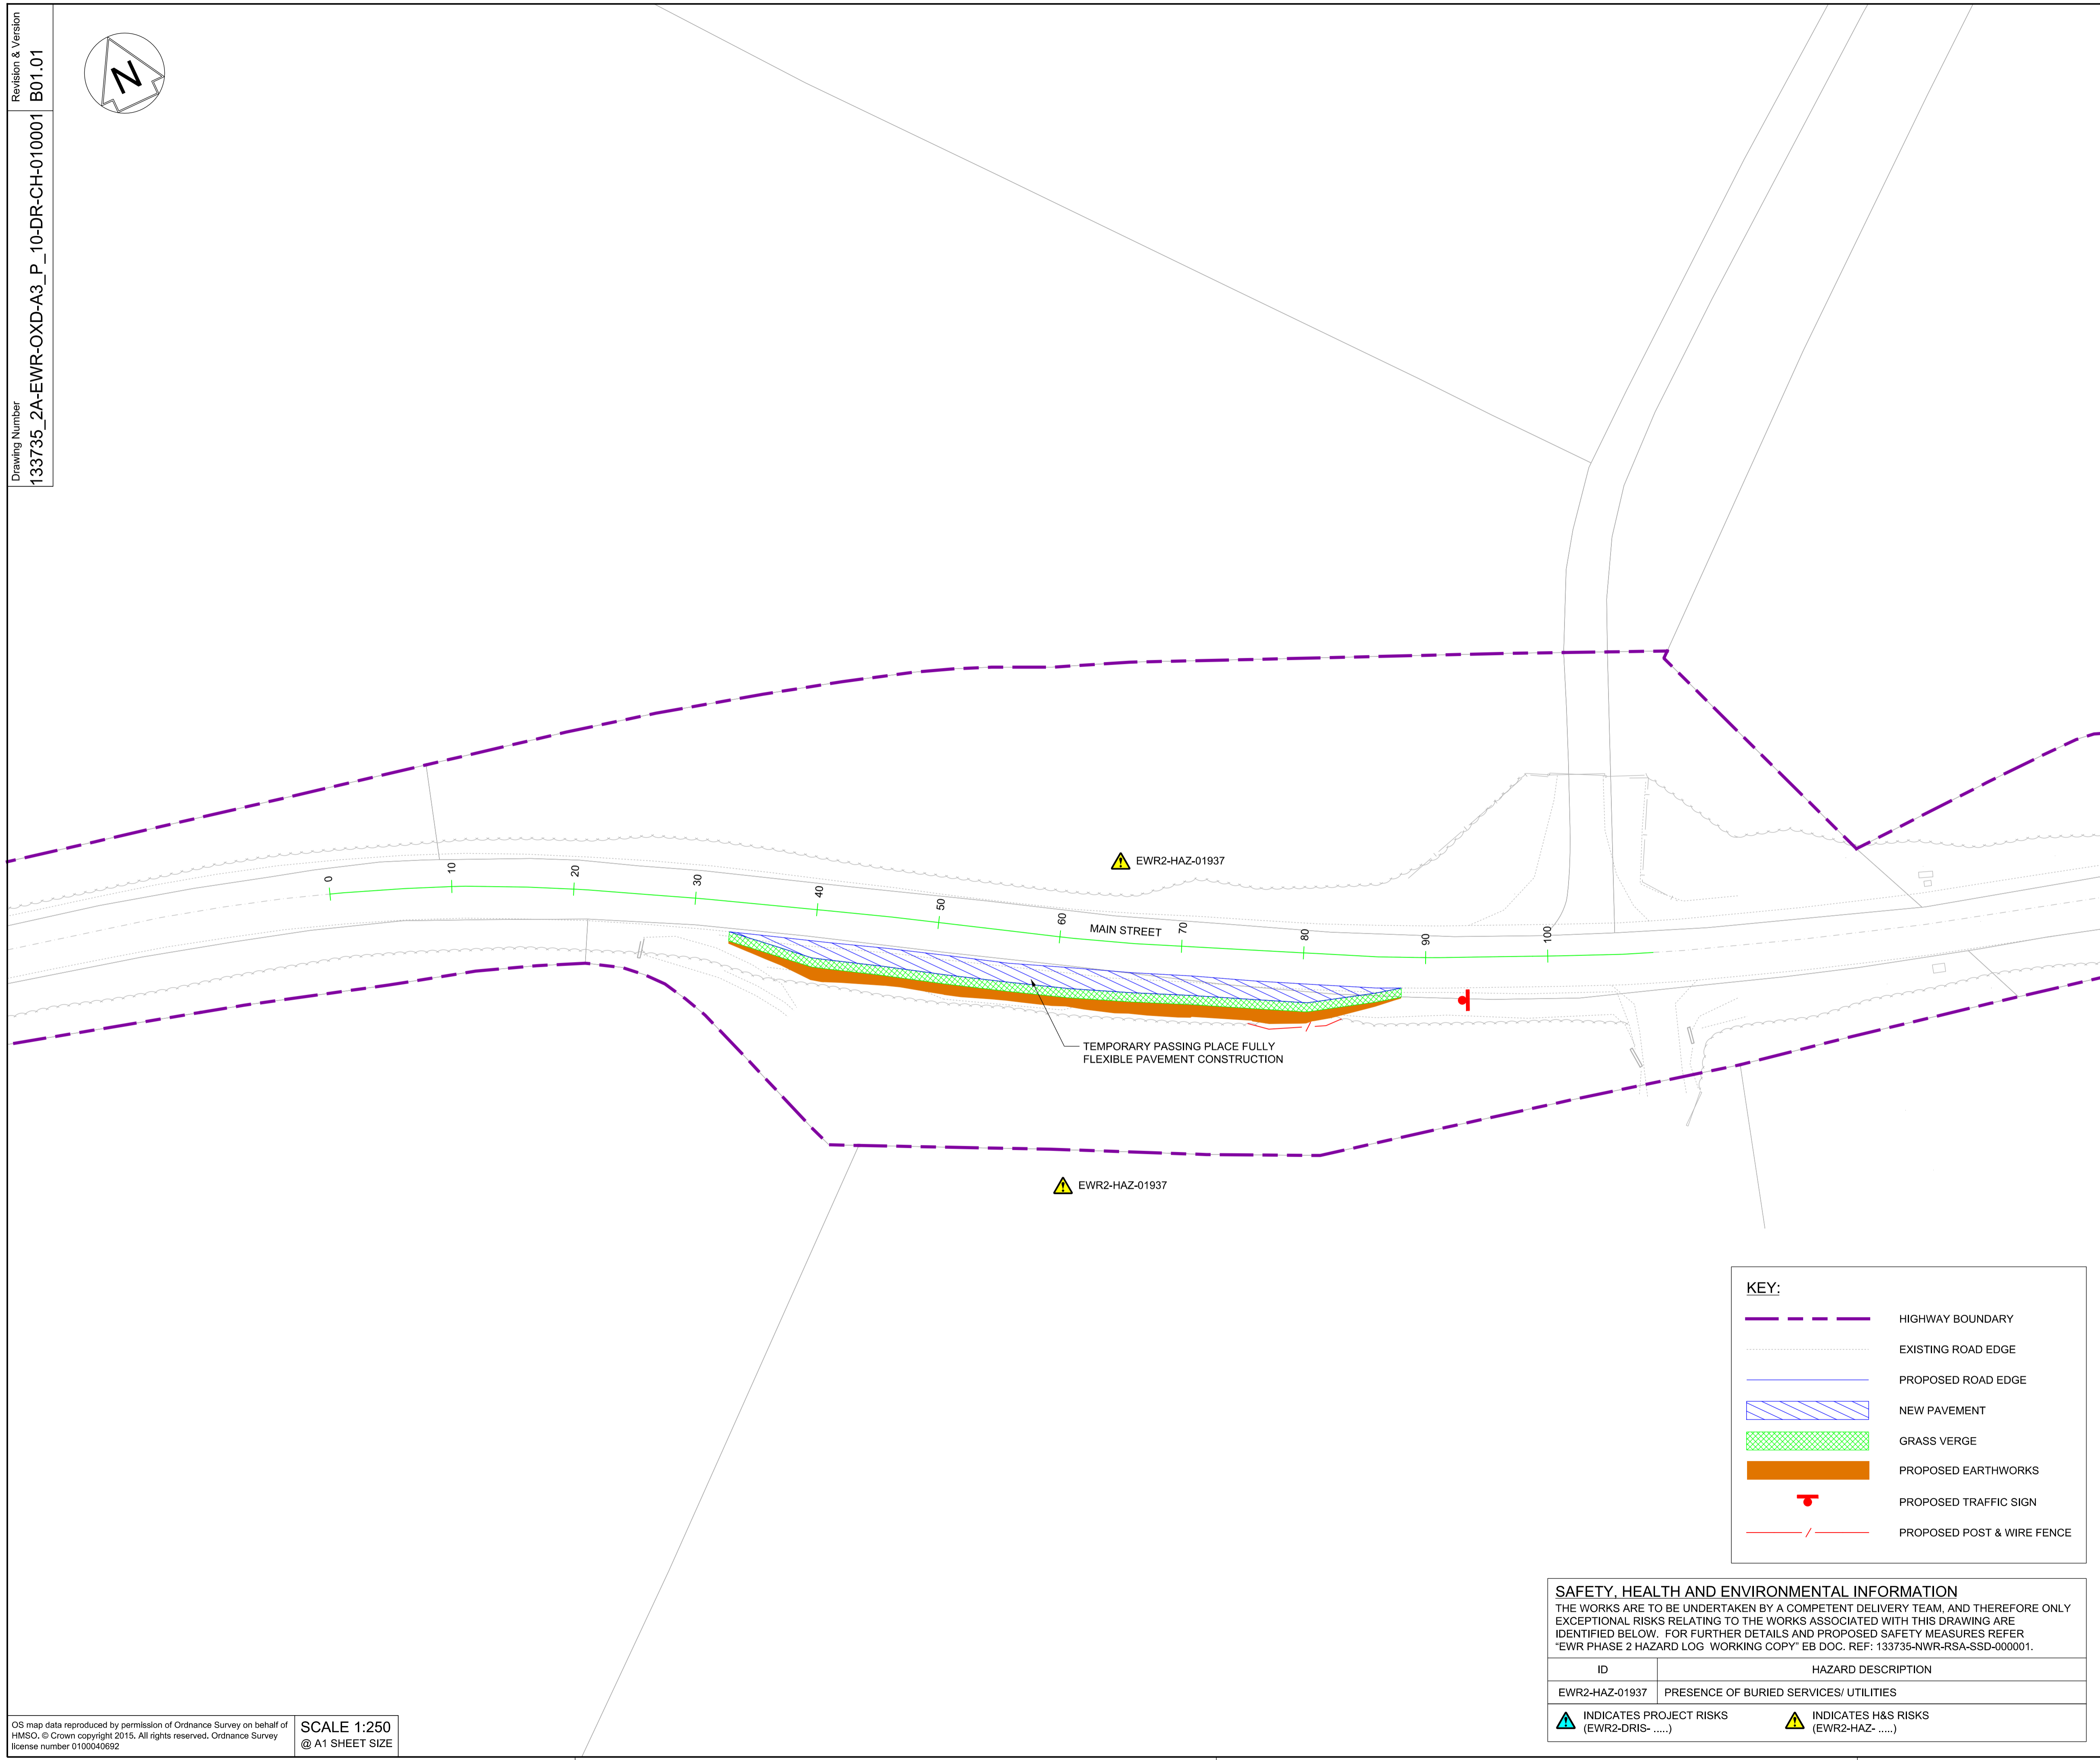 Revision & Version
B01.01
Drawing Number
133735_2A-EWR-OXD-A3_P_10-DR-CH-010001
N
0
10
20
30
40
50
60
70
80
90
100
EWR2-HAZ-01937
MAIN STREET
TEMPORARY PASSING PLACE FULLY
FLEXIBLE PAVEMENT CONSTRUCTION
EWR2-HAZ-01937
KEY:
HIGHWAY BOUNDARY
EXISTING ROAD EDGE
PROPOSED ROAD EDGE
NEW PAVEMENT
GRASS VERGE
PROPOSED EARTHWORKS
PROPOSED TRAFFIC SIGN
PROPOSED POST & WIRE FENCE
SAFETY, HEALTH AND ENVIRONMENTAL INFORMATION
THE WORKS ARE TO BE UNDERTAKEN BY A COMPETENT DELIVERY TEAM, AND THEREFORE ONLY
EXCEPTIONAL RISKS RELATING TO THE WORKS ASSOCIATED WITH THIS DRAWING ARE
IDENTIFIED BELOW. FOR FURTHER DETAILS AND PROPOSED SAFETY MEASURES REFER
"EWR PHASE 2 HAZARD LOG WORKING COPY" EB DOC. REF: 133735-NWR-RSA-SSD-000001.
ID HAZARD DESCRIPTION
EWR2-HAZ-01937 PRESENCE OF BURIED SERVICES/ UTILITIES
INDICATES PROJECT RISKS
(EWR2-DRIS- .....)
INDICATES H&S RISKS
(EWR2-HAZ- .....)
OS map data reproduced by permission of Ordnance Survey on behalf of
HMSO. © Crown copyright 2015. All rights reserved. Ordnance Survey
license number 0100040692
SCALE 1:250
@ A1 SHEET SIZE